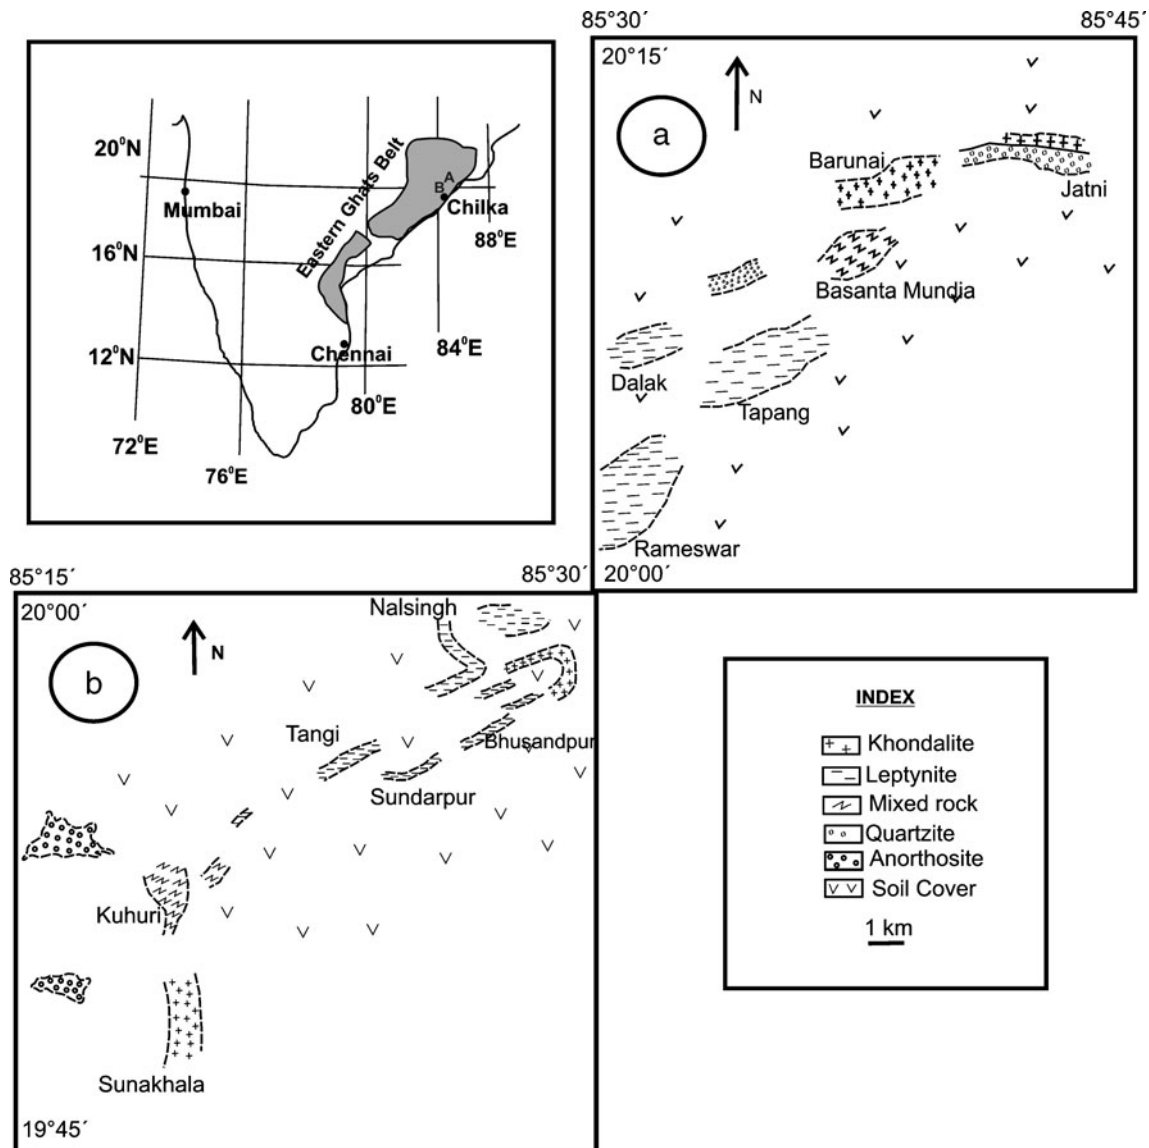 85°30´
85°45´
20°15´
N
a
Barunai
Jatni
Basanta Mundia
Dalak
Tapang
Rameswar
20°00´
20⁰N
16⁰N
12⁰N
72⁰E
76⁰E
80⁰E
84⁰E
88⁰E
Mumbai
Eastern Ghats Belt
A
B
Chilka
Chennai
85°15´
85°30´
20°00´
N
b
Nalsingh
Tangi
Bhusandpur
Sundarpur
Kuhuri
Sunakhala
19°45´
INDEX
Khondalite
Leptynite
Mixed rock
Quartzite
Anorthosite
Soil Cover
1 km